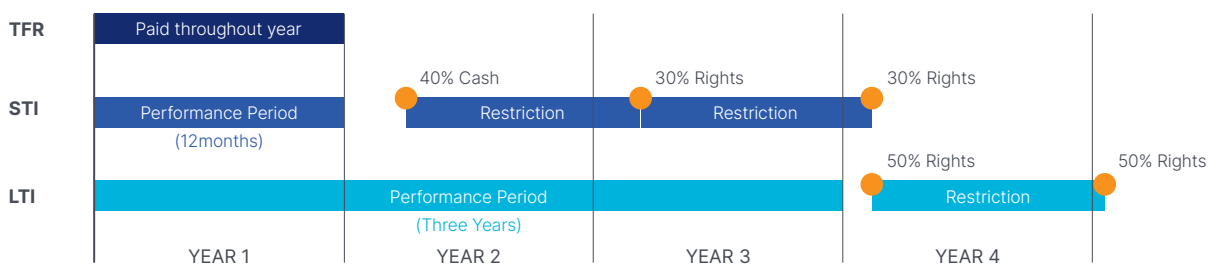 TFR
Paid throughout year
40% Cash
30% Rights
30% Rights
STI
Performance Period
Restriction
Restriction
(12months)
50% Rights
50% Rights
LTI
Performance Period
Restriction
(Three Years)
YEAR 1
YEAR 2
YEAR 3
YEAR 4